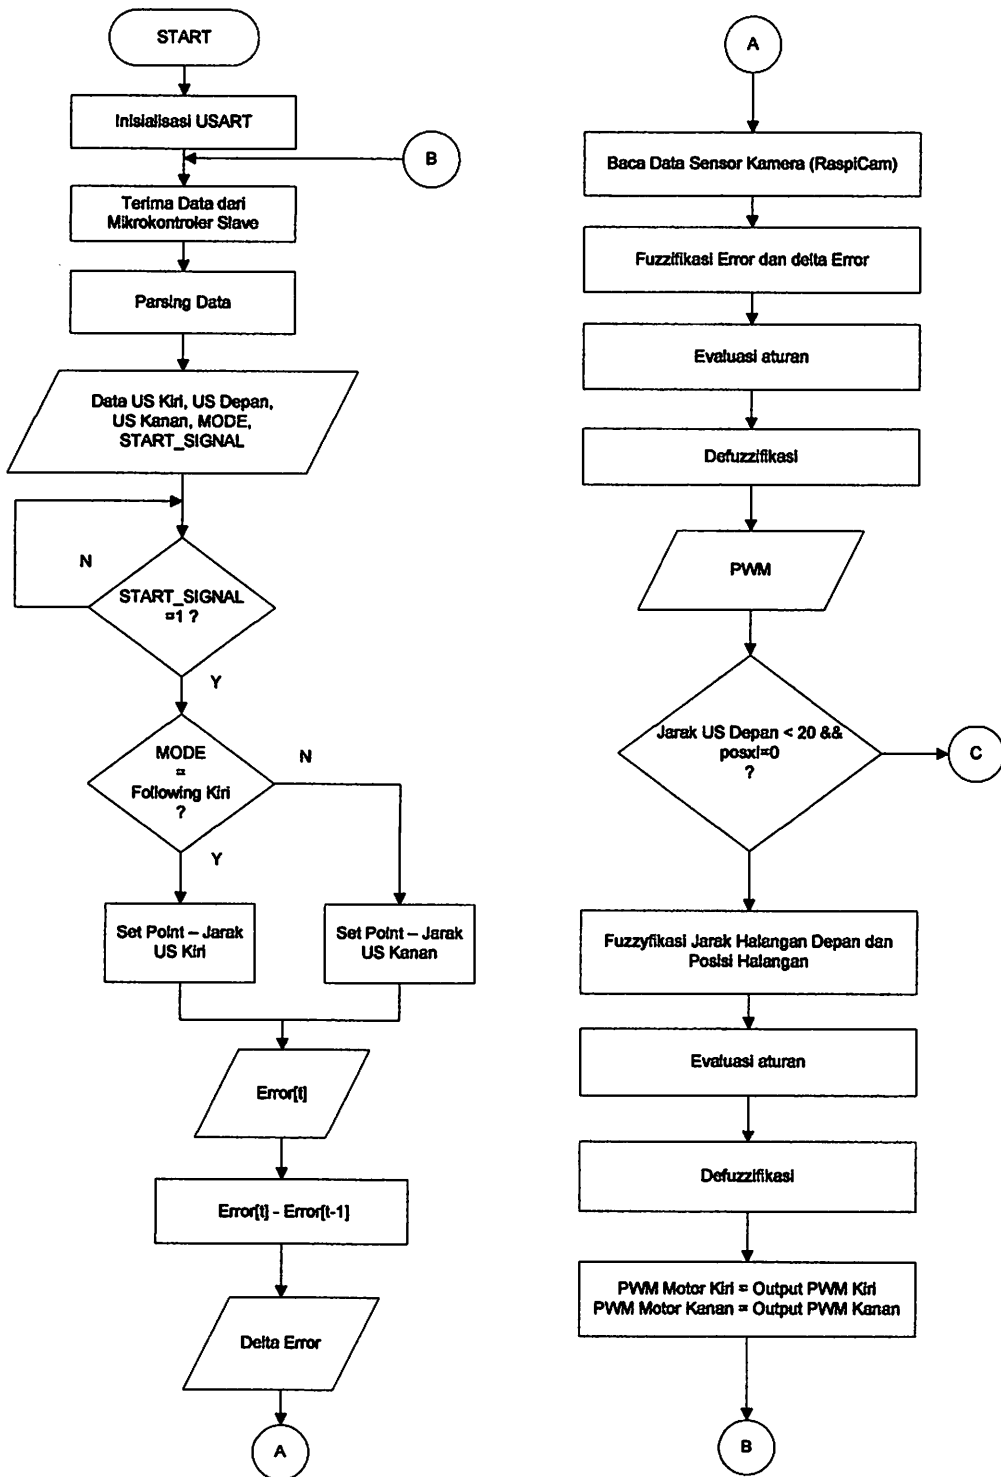 START
Inisialisasi USART
B
Terima Data dari
Mikrokontroler Slave
Parsing Data
Data US Kiri, US Depan,
US Kanan, MODE,
START_SIGNAL
N
START_SIGNAL
=1 ?
Y
MODE
=
Following Kiri
?
N
Y
Set Point – Jarak
US Kiri
Set Point – Jarak
US Kanan
Error[t]
Error[t] - Error[t-1]
Delta Error
A
A
Baca Data Sensor Kamera (RaspiCam)
Fuzzifikasi Error dan delta Error
Evaluasi aturan
Defuzzifikasi
PWM
Jarak US Depan < 20 &&
posx!=0
?
C
Fuzzyfikasi Jarak Halangan Depan dan
Posisi Halangan
Evaluasi aturan
Defuzzifikasi
PWM Motor Kiri = Output PWM Kiri
PWM Motor Kanan = Output PWM Kanan
B